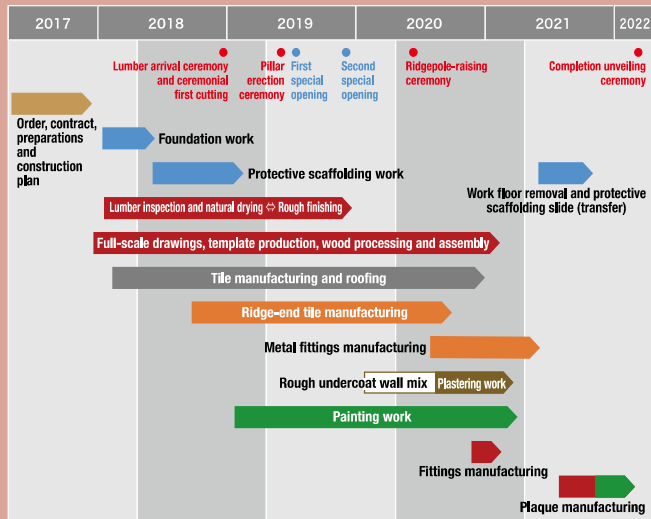 2017 2018 2019 2020 2021 2022
Lumber arrival ceremony
and ceremonial
first cutting
Pillar
erection
ceremony
First
special
opening
Second
special
opening
Ridgepole-raising
ceremony
Completion unveiling
ceremony
Order, contract,
preparations
and
construction
plan
Foundation work
Protective scaffolding work
Work floor removal and protective
scaffolding slide (transfer)
Lumber inspection and natural drying ⇔ Rough finishing
Full-scale drawings, template production, wood processing and assembly
Tile manufacturing and roofing
Ridge-end tile manufacturing
Metal fittings manufacturing
Rough undercoat wall mix Plastering work
Painting work
Fittings manufacturing
Plaque manufacturing